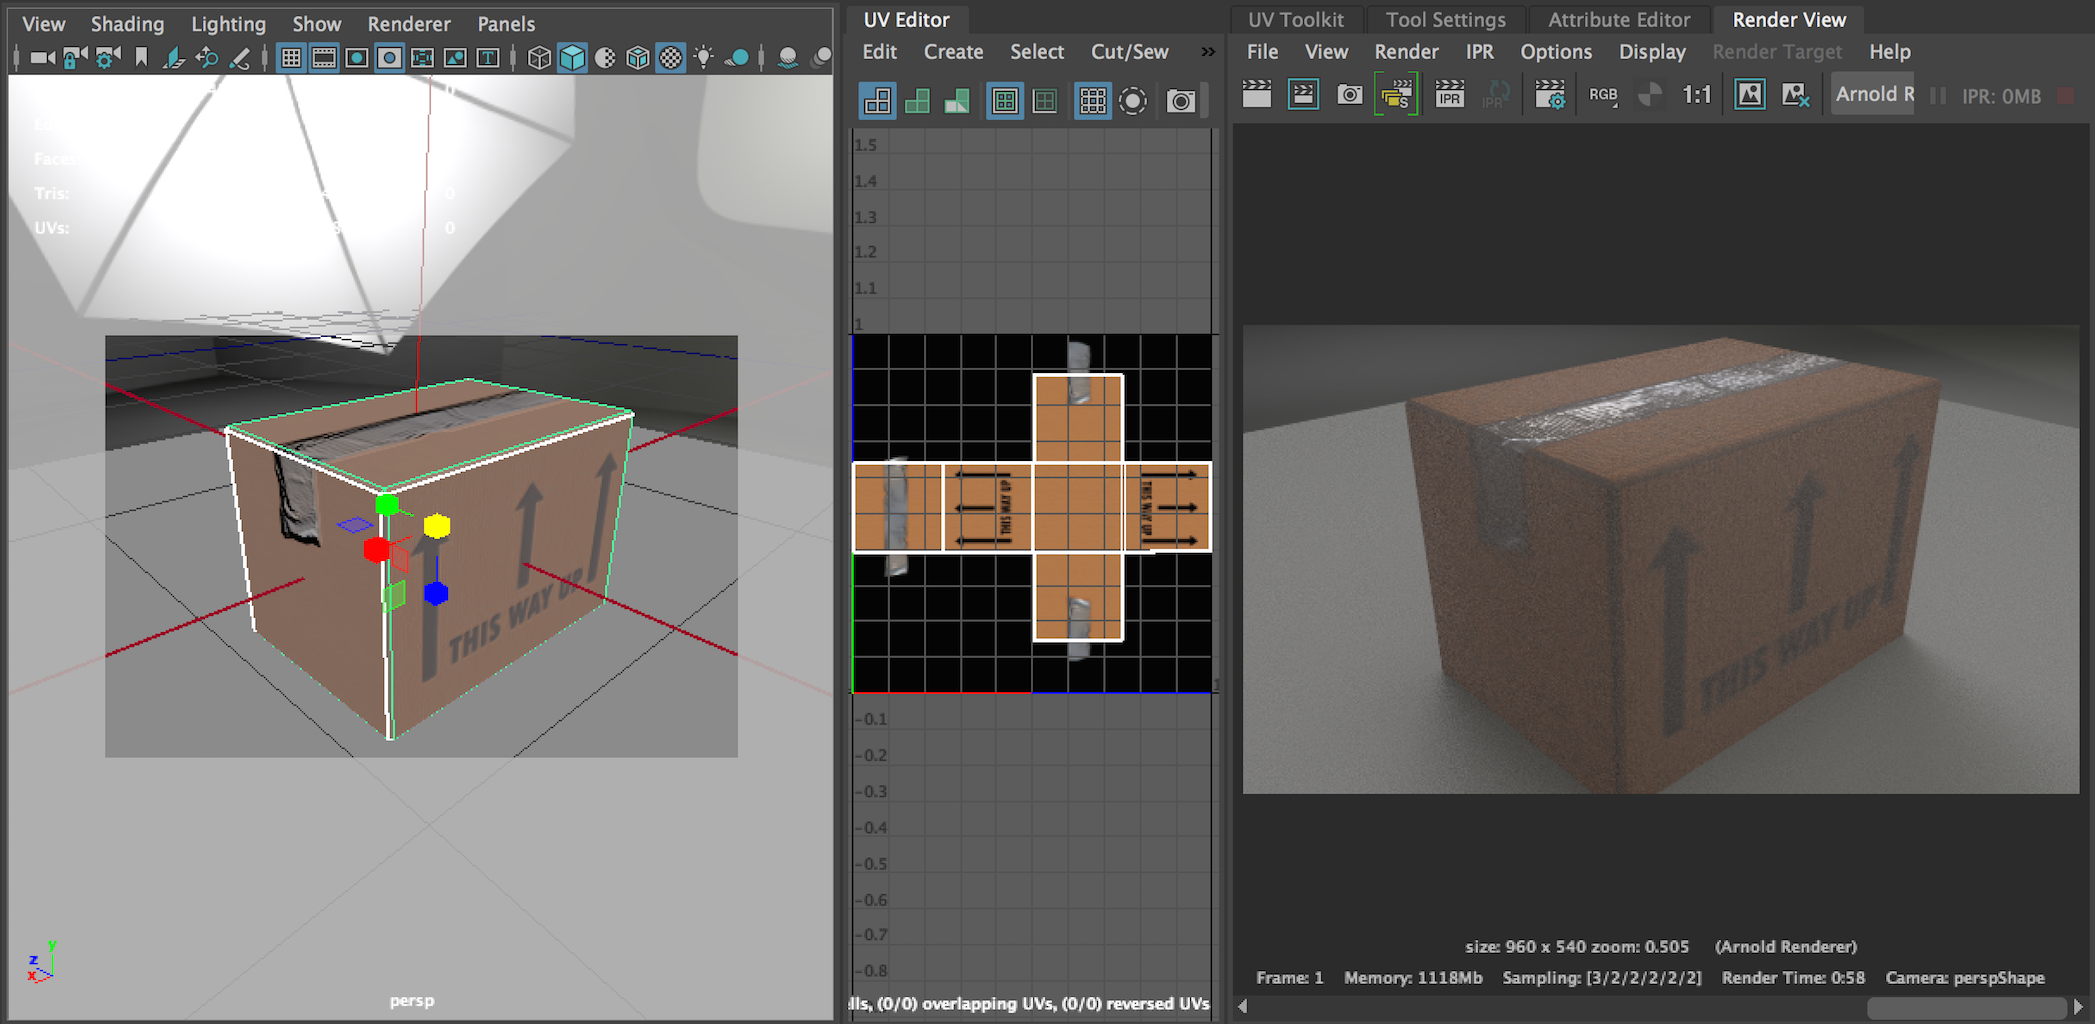 View Shading Lighting Show Renderer Panels
T
0
Faces:
Tris: 0
UVs: 0
THIS WAY UP
y
z
x
persp
UV Editor
Edit Create Select Cut/Sew »
1.5
1.4
1.3
1.2
1.1
1
THIS WAY UP
THIS WAY UP
1
-0.1
-0.2
-0.3
-0.4
-0.5
-0.6
-0.7
-0.8
lls, (0/0) overlapping UVs, (0/0) reversed UVs
UV Toolkit Tool Settings Attribute Editor Render View
File View Render IPR Options Display Render Target Help
S IPR IPR RGB 1:1 Arnold R IPR: 0MB
THIS WAY UP
size: 960 x 540 zoom: 0.505 (Arnold Renderer)
Frame: 1 Memory: 1118Mb Sampling: [3/2/2/2/2/2] Render Time: 0:58 Camera: perspShape